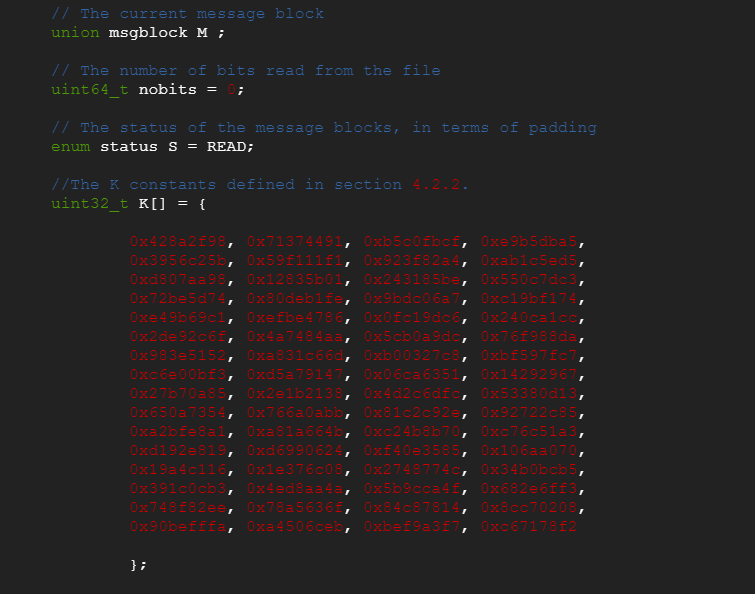 // The current message block
union msgblock M ;
// The number of bits read from the file
uint64_t nobits = 0;
// The status of the message blocks, in terms of padding
enum status S = READ;
//The K constants defined in section 4.2.2.
uint32_t K[] = {
0x428a2f98, 0x71374491, 0xb5c0fbcf, 0xe9b5dba5,
0x3956c25b, 0x59f111f1, 0x923f82a4, 0xab1c5ed5,
0xd807aa98, 0x12835b01, 0x243185be, 0x550c7dc3,
0x72be5d74, 0x80deb1fe, 0x9bdc06a7, 0xc19bf174,
0xe49b69c1, 0xefbe4786, 0x0fc19dc6, 0x240ca1cc,
0x2de92c6f, 0x4a7484aa, 0x5cb0a9dc, 0x76f988da,
0x983e5152, 0xa831c66d, 0xb00327c8, 0xbf597fc7,
0xc6e00bf3, 0xd5a79147, 0x06ca6351, 0x14292967,
0x27b70a85, 0x2e1b2138, 0x4d2c6dfc, 0x53380d13,
0x650a7354, 0x766a0abb, 0x81c2c92e, 0x92722c85,
0xa2bfe8a1, 0xa81a664b, 0xc24b8b70, 0xc76c51a3,
0xd192e819, 0xd6990624, 0xf40e3585, 0x106aa070,
0x19a4c116, 0x1e376c08, 0x2748774c, 0x34b0bcb5,
0x391c0cb3, 0x4ed8aa4a, 0x5b9cca4f, 0x682e6ff3,
0x748f82ee, 0x78a5636f, 0x84c87814, 0x8cc70208,
0x90befffa, 0xa4506ceb, 0xbef9a3f7, 0xc67178f2
};